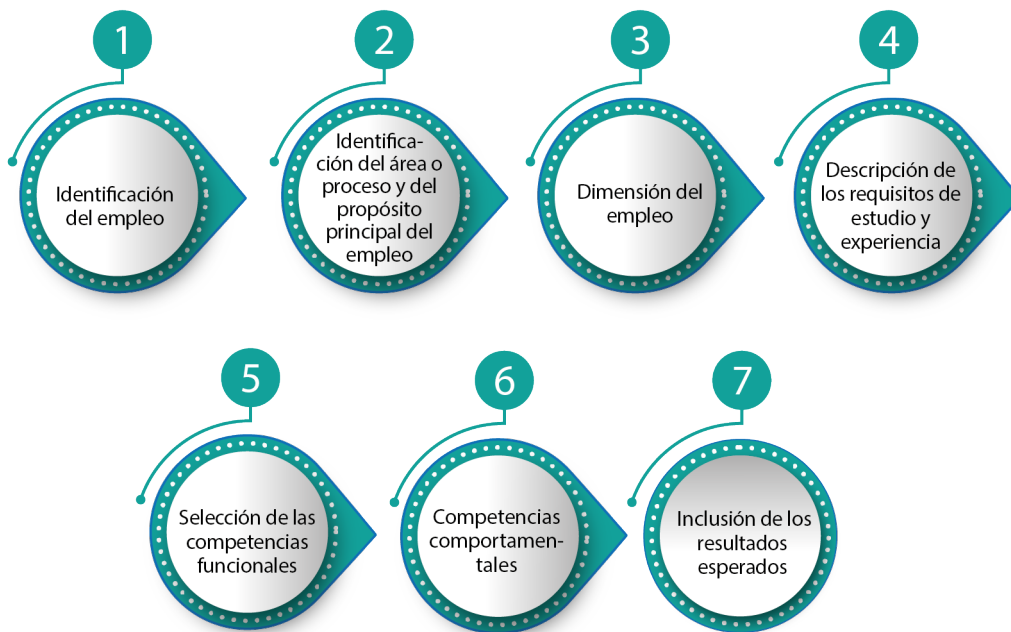 1
Identificación
del empleo
2
Identifica-
ción del área o
proceso y del
propósito
principal del
empleo
3
Dimensión del
empleo
4
Descripción de
los requisitos de
estudio y
experiencia
5
Selección de las
competencias
funcionales
6
Competencias
comportamen-
tales
7
Inclusión de los
resultados
esperados